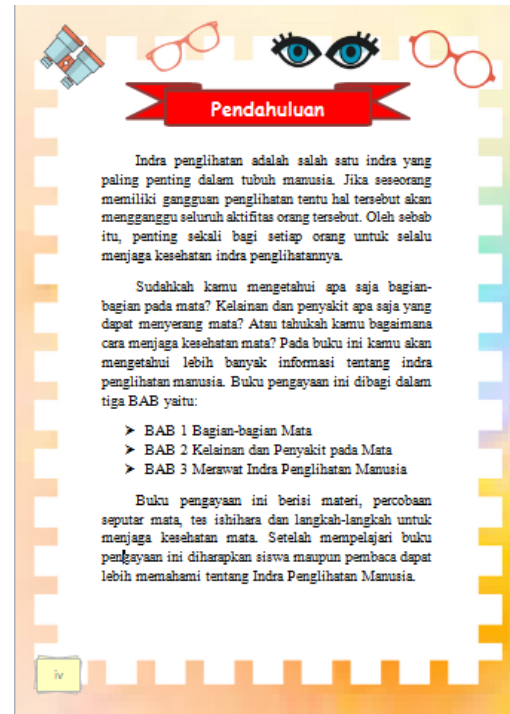 Pendahuluan
Indra penglihatan adalah salah satu indra yang
paling penting dalam tubuh manusia. Jika seseorang
memiliki gangguan penglihatan tentu hal tersebut akan
mengganggu seluruh aktifitas orang tersebut. Oleh sebab
itu, penting sekali bagi setiap orang untuk selalu
menjaga kesehatan indra penglihatannya.
Sudahkah kamu mengetahui apa saja bagian-
bagian pada mata? Kelainan dan penyakit apa saja yang
dapat menyerang mata? Atau tahukah kamu bagaimana
cara menjaga kesehatan mata? Pada buku ini kamu akan
mengetahui lebih banyak informasi tentang indra
penglihatan manusia. Buku pengayaan ini dibagi dalam
tiga BAB yaitu:
➤ BAB 1 Bagian-bagian Mata
➤ BAB 2 Kelainan dan Penyakit pada Mata
➤ BAB 3 Merawat Indra Penglihatan Manusia
Buku pengayaan ini berisi materi, percobaan
seputar mata, tes ishihara dan langkah-langkah untuk
menjaga kesehatan mata. Setelah mempelajari buku
pengayaan ini diharapkan siswa maupun pembaca dapat
lebih memahami tentang Indra Penglihatan Manusia.
iv